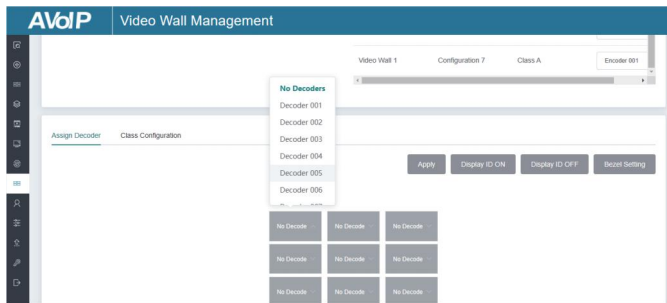 AVoIP Video Wall Management
Video Wall 1 Configuration 7 Class A Encoder 001
No Decoders
Decoder 001
Decoder 002
Decoder 003
Decoder 004
Decoder 005
Decoder 006
Assign Decoder Class Configuration
Apply Display ID ON Display ID OFF Bezel Setting
No Decode No Decode No Decode
No Decode No Decode No Decode
No Decode No Decode No Decode